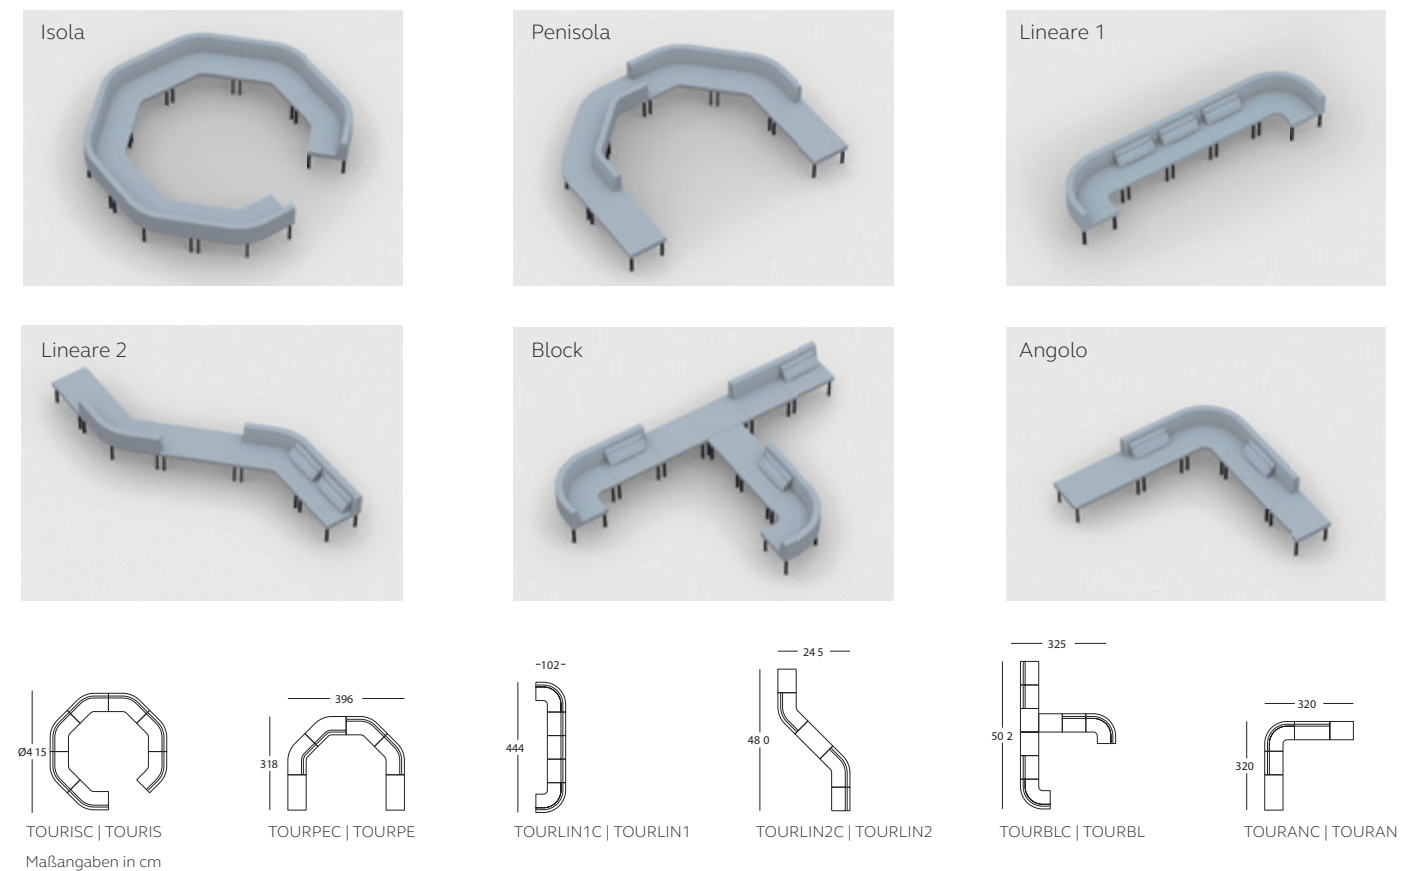 Isola
Penisola
Lineare 1
Lineare 2
Block
Angolo
Ø4 15
TOURISC | TOURIS
396
318
TOURPEC | TOURPE
102
444
TOURLIN1C | TOURLIN1
24 5
48 0
TOURLIN2C | TOURLIN2
325
50 2
TOURBLC | TOURBL
320
320
TOURANC | TOURAN
Maßangaben in cm